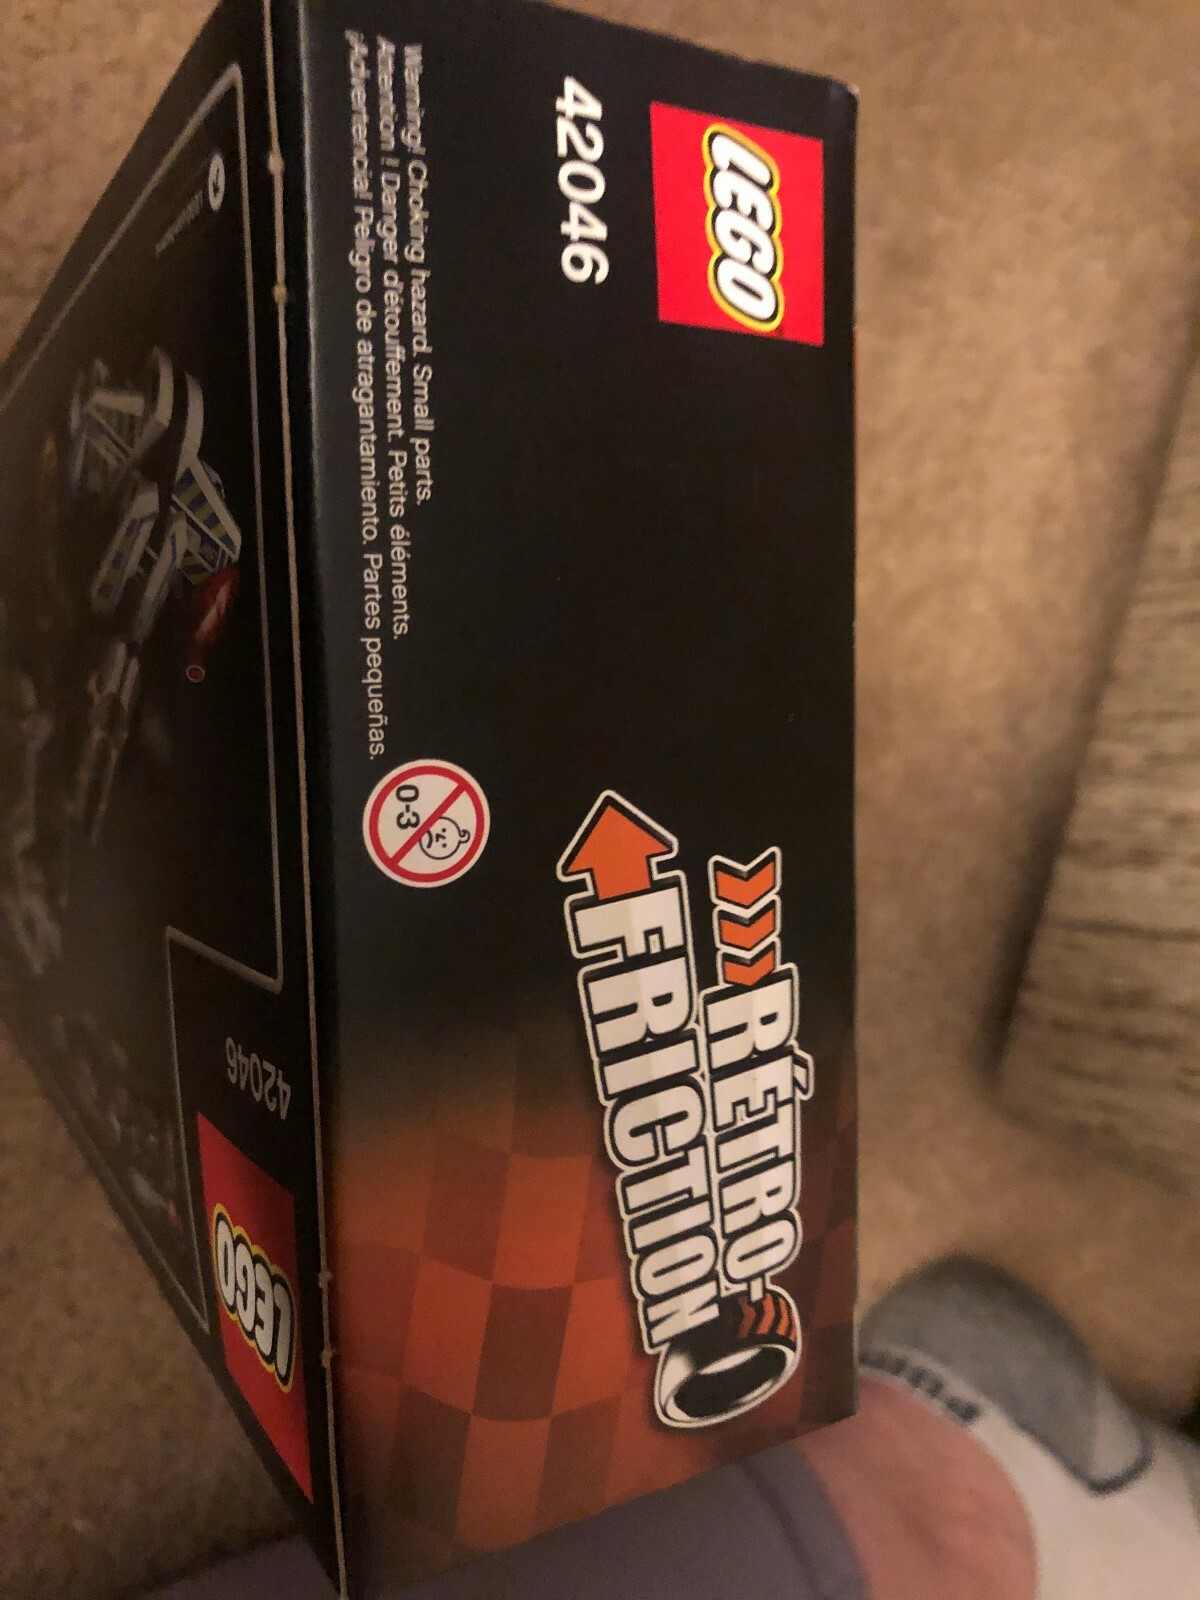 LEGO
42046
RÉTRO-
FRICTION
Warning! Choking hazard. Small parts.
Attention !! Danger d'étouffement. Petits éléments.
¡Advertencia! Peligro de atragantamiento. Partes pequeñas.
0-3
42046
LEGO
PUM